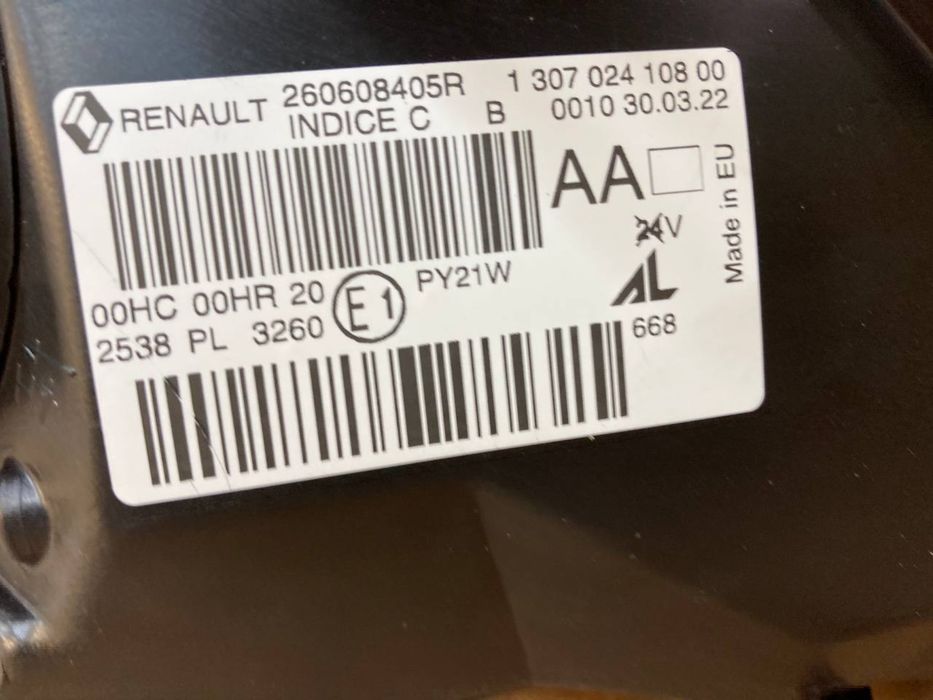 RENAULT 260608405R 1 307 024 108 00
INDICE C B 0010 30.03.22
AA
24V
Made in EU
00HC 00HR 20 E1 PY21W
2538 PL 3260
AL
668